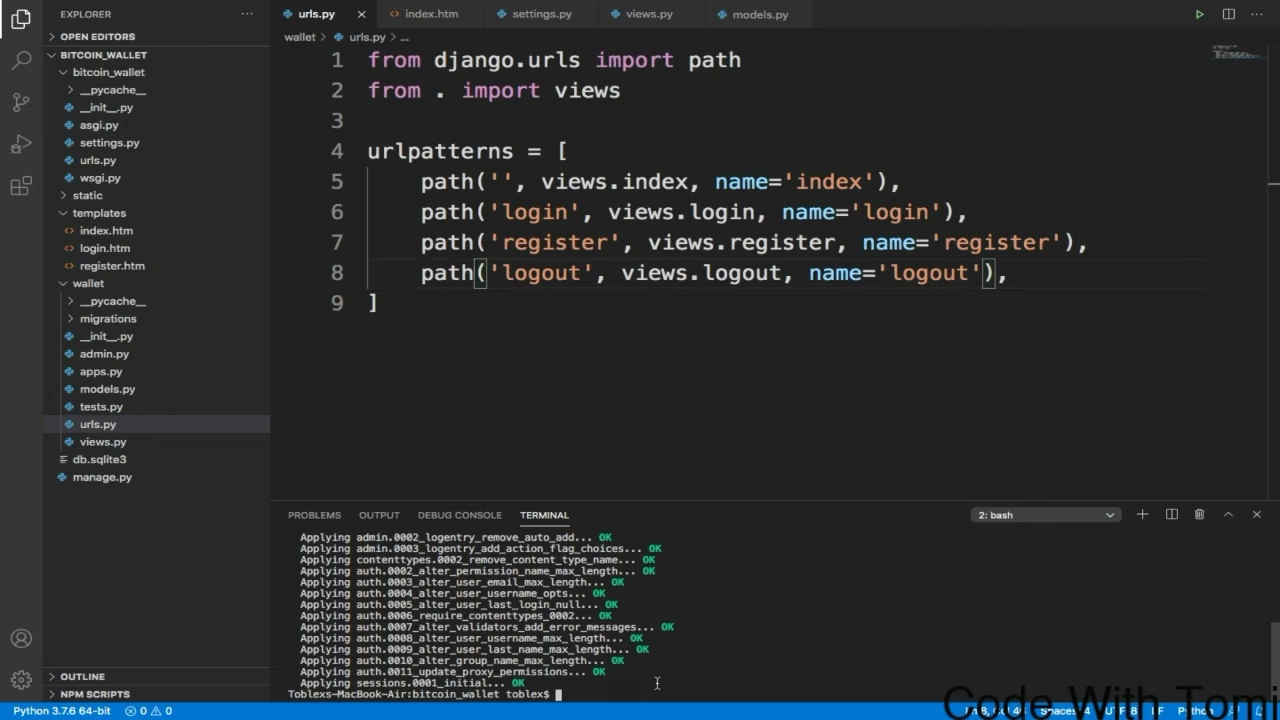 EXPLORER
OPEN EDITORS
BITCOIN_WALLET
bitcoin_wallet
__pycache__
__init__.py
asgi.py
settings.py
urls.py
wsgi.py
static
templates
index.htm
login.htm
register.htm
wallet
__pycache__
migrations
__init__.py
admin.py
apps.py
models.py
tests.py
urls.py
views.py
db.sqlite3
manage.py
OUTLINE
NPM SCRIPTS
urls.py index.htm settings.py views.py models.py
wallet > urls.py > ...
1 from django.urls import path
2 from . import views
3
4 urlpatterns = [
5 path('', views.index, name='index'),
6 path('login', views.login, name='login'),
7 path('register', views.register, name='register'),
8 path('logout', views.logout, name='logout'),
9 ]
PROBLEMS OUTPUT DEBUG CONSOLE TERMINAL 2: bash
Applying admin.0002_logentry_remove_auto_add... OK
Applying admin.0003_logentry_add_action_flag_choices... OK
Applying contenttypes.0002_remove_content_type_name... OK
Applying auth.0002_alter_permission_name_max_length... OK
Applying auth.0003_alter_user_email_max_length... OK
Applying auth.0004_alter_user_username_opts... OK
Applying auth.0005_alter_user_last_login_null... OK
Applying auth.0006_require_contenttypes_0002... OK
Applying auth.0007_alter_validators_add_error_messages... OK
Applying auth.0008_alter_user_username_max_length... OK
Applying auth.0009_alter_user_last_name_max_length... OK
Applying auth.0010_alter_group_name_max_length... OK
Applying auth.0011_update_proxy_permissions... OK
Applying sessions.0001_initial... OK
Toblexs-MacBook-Air:bitcoin_wallet toblex$
Code With Tomi
Python 3.7.6 64-bit 0 0 Spaces: 4 UTF-8 LF Python